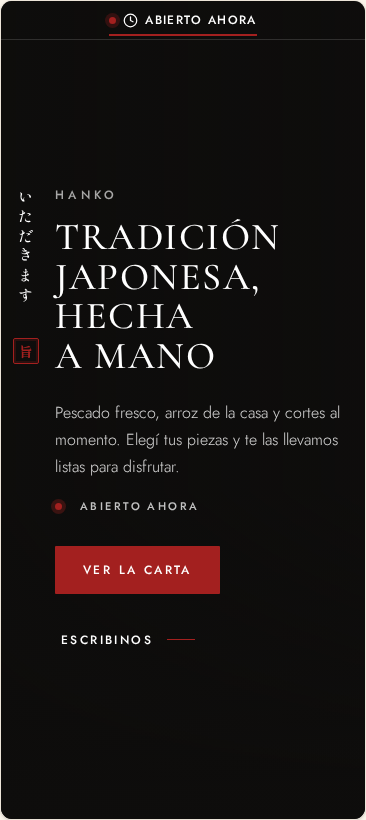 ABIERTO AHORA
いただきます
旨
HANKO
TRADICIÓN
JAPONESA,
HECHA
A MANO
Pescado fresco, arroz de la casa y cortes al
momento. Elegí tus piezas y te las llevamos
listas para disfrutar.
ABIERTO AHORA
VER LA CARTA
ESCRIBINOS